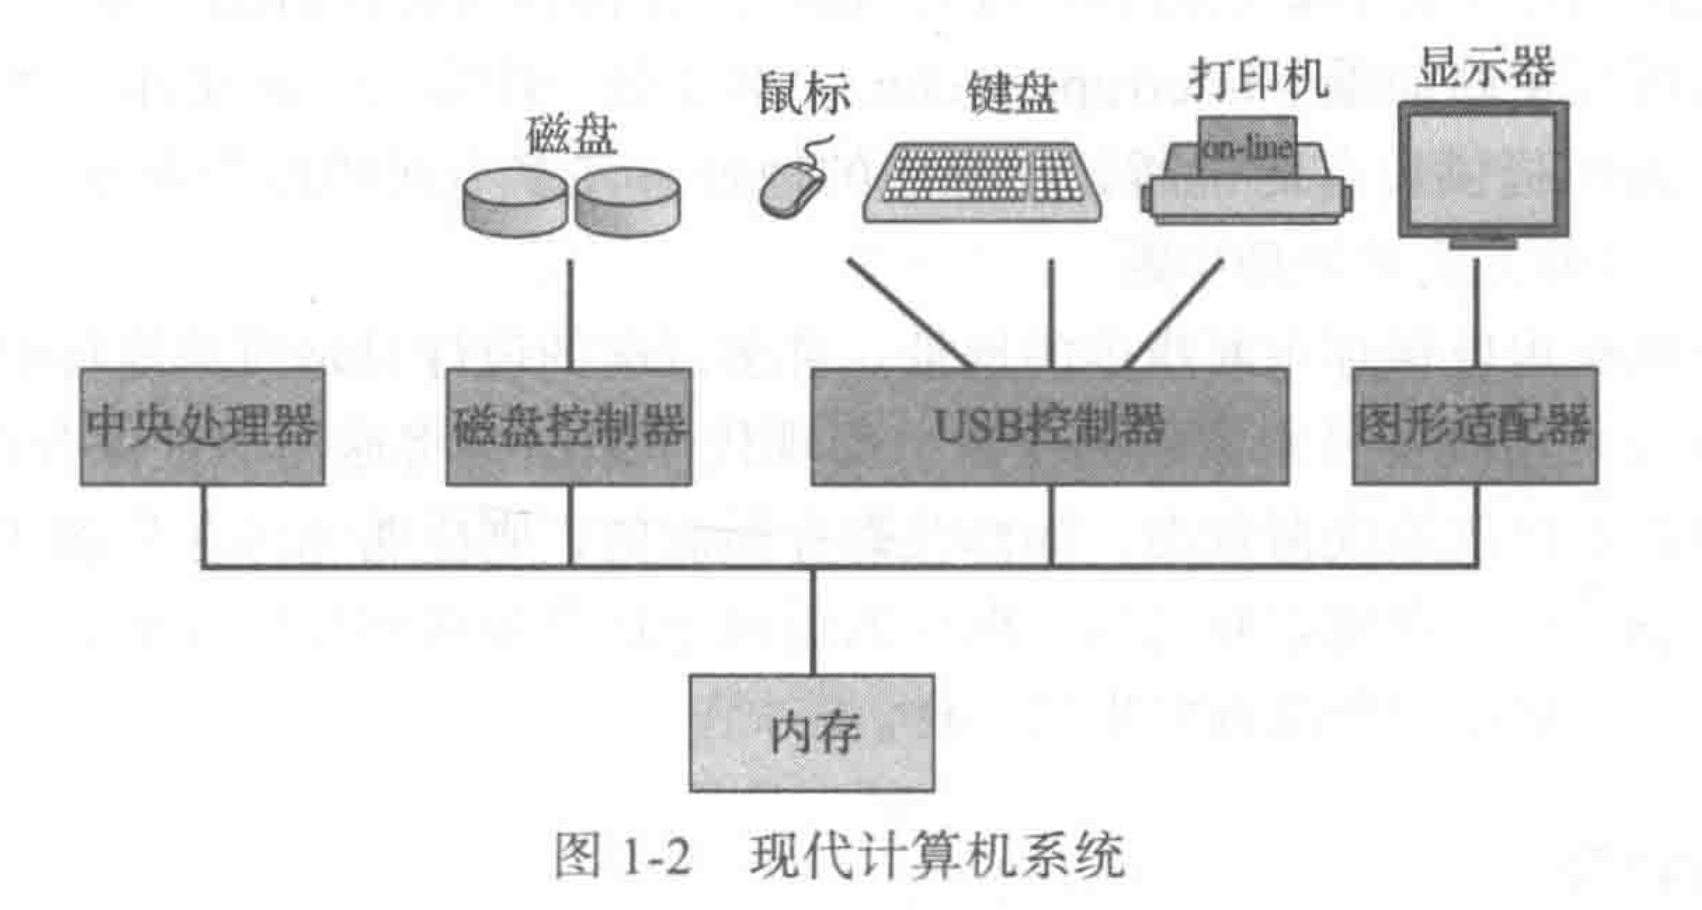 磁盘
鼠标
键盘
打印机
显示器
on-line
中央处理器
磁盘控制器
USB控制器
图形适配器
内存
图 1-2 现代计算机系统